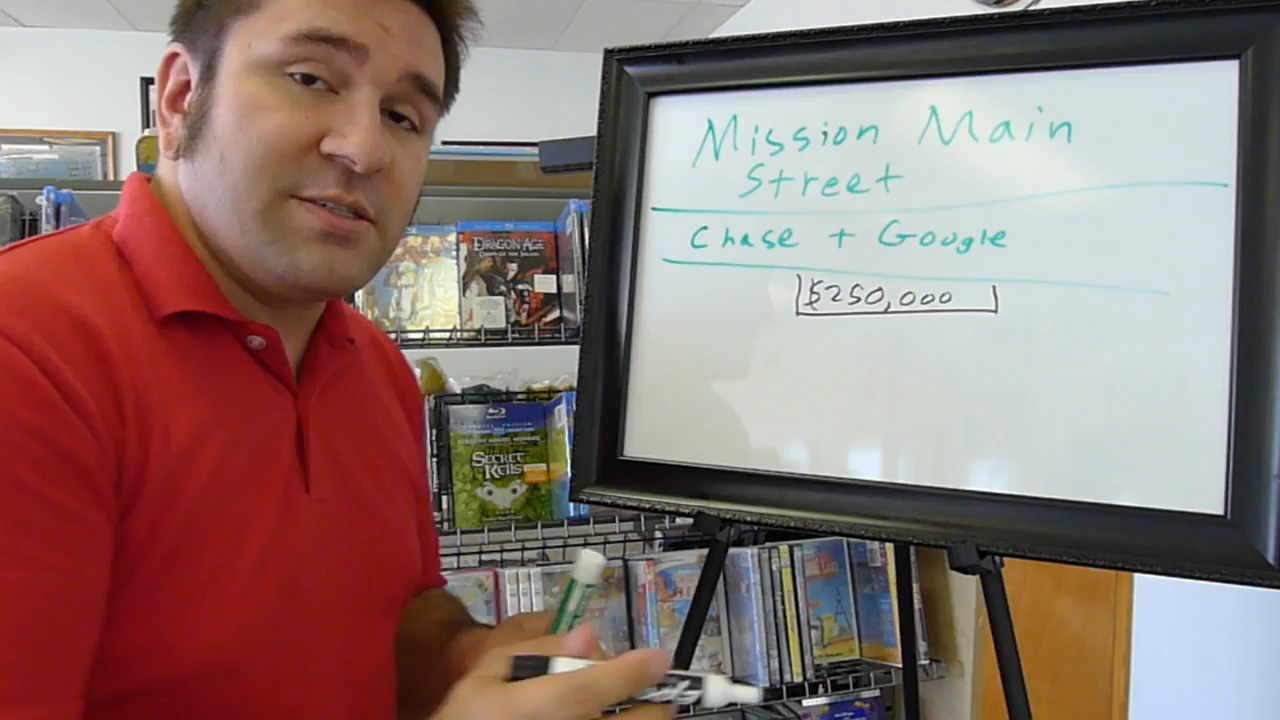 Mission Main
Street
Chase + Google
$250,000
DRAGON AGE
SECRET
KELLS